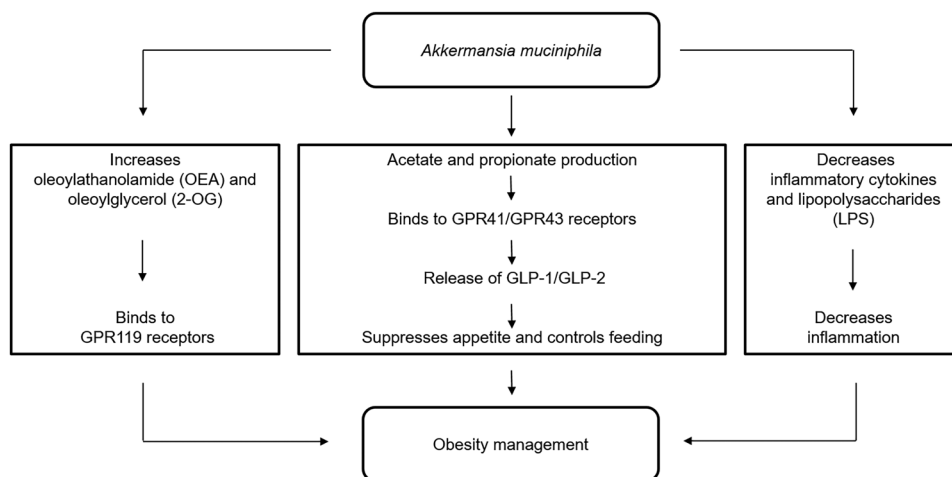 Akkermansia muciniphila
Increases
oleoylathanolamide (OEA) and
oleoylglycerol (2-OG)
Binds to
GPR119 receptors
Acetate and propionate production
Binds to GPR41/GPR43 receptors
Release of GLP-1/GLP-2
Suppresses appetite and controls feeding
Decreases
inflammatory cytokines
and lipopolysaccharides
(LPS)
Decreases
inflammation
Obesity management